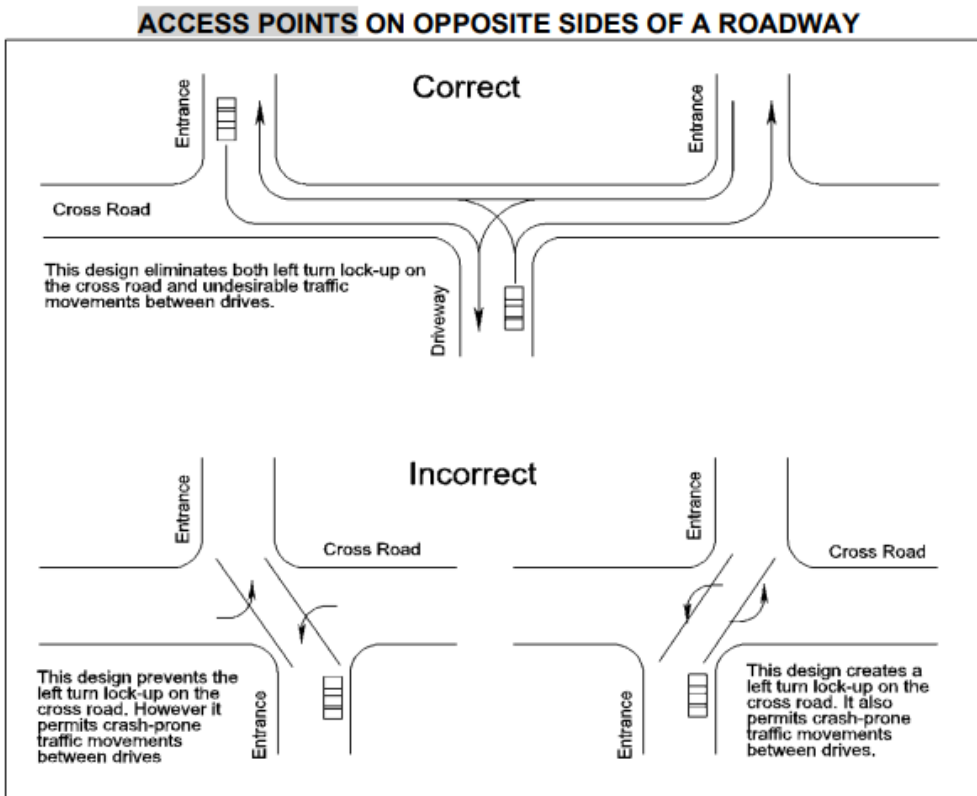 ACCESS POINTS ON OPPOSITE SIDES OF A ROADWAY
Correct
Entrance
Entrance
Cross Road
This design eliminates both left turn lock-up on
the cross road and undesirable traffic
movements between drives.
Driveway
Incorrect
Entrance
Cross Road
Entrance
Cross Road
This design prevents the
left turn lock-up on the
cross road. However it
permits crash-prone
traffic movements
between drives
Entrance
Entrance
This design creates a
left turn lock-up on the
cross road. It also
permits crash-prone
traffic movements
between drives.